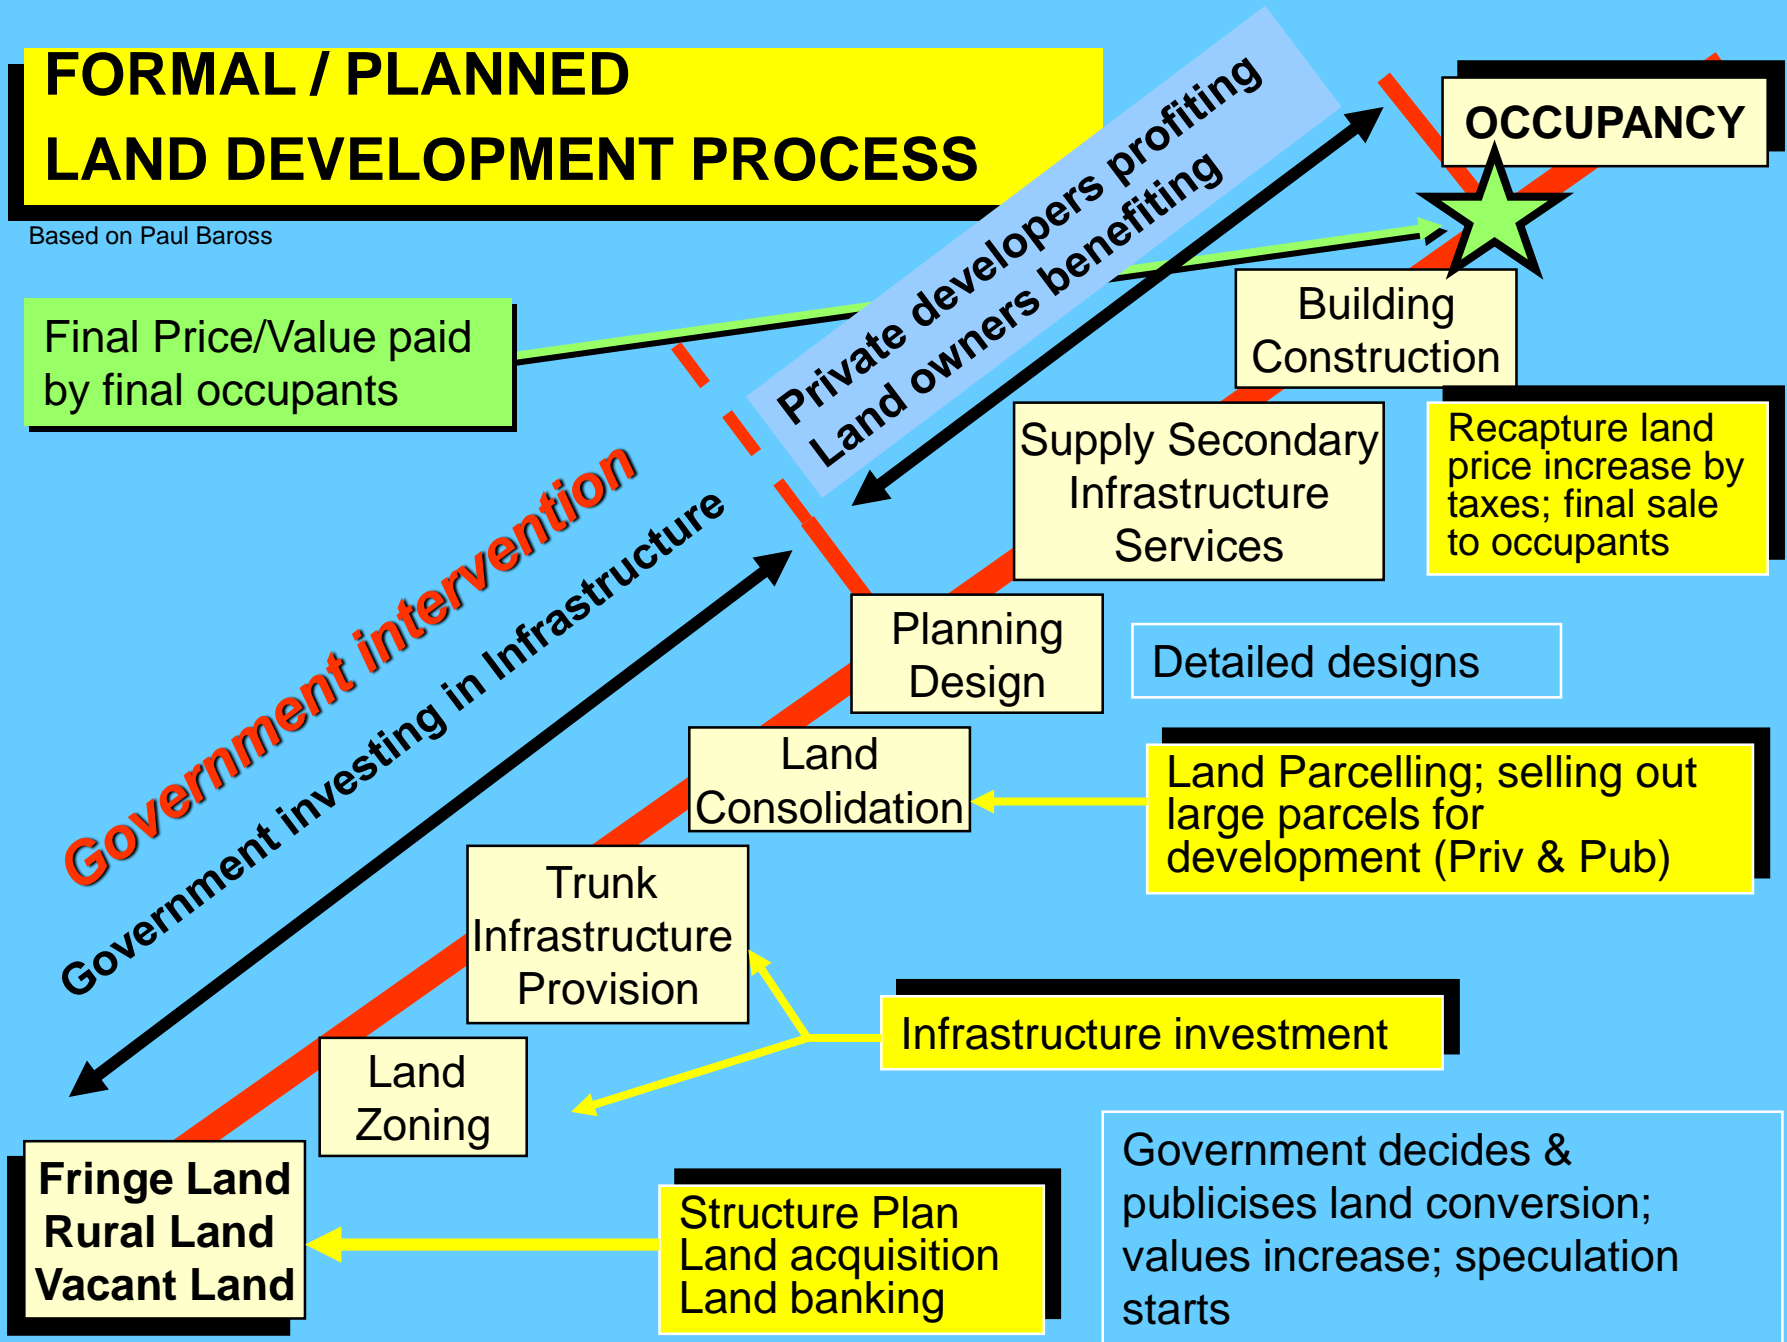 FORMAL / PLANNED
LAND DEVELOPMENT PROCESS
Based on Paul Baross
OCCUPANCY
Private developers profiting
Land owners benefiting
Final Price/Value paid
by final occupants
Building
Construction
Recapture land
price increase by
taxes; final sale
to occupants
Supply Secondary
Infrastructure
Services
Government intervention
Government investing in Infrastructure
Planning
Design
Detailed designs
Land
Consolidation
Land Parcelling; selling out
large parcels for
development (Priv & Pub)
Trunk
Infrastructure
Provision
Infrastructure investment
Land
Zoning
Fringe Land
Rural Land
Vacant Land
Structure Plan
Land acquisition
Land banking
Government decides &
publicises land conversion;
values increase; speculation
starts